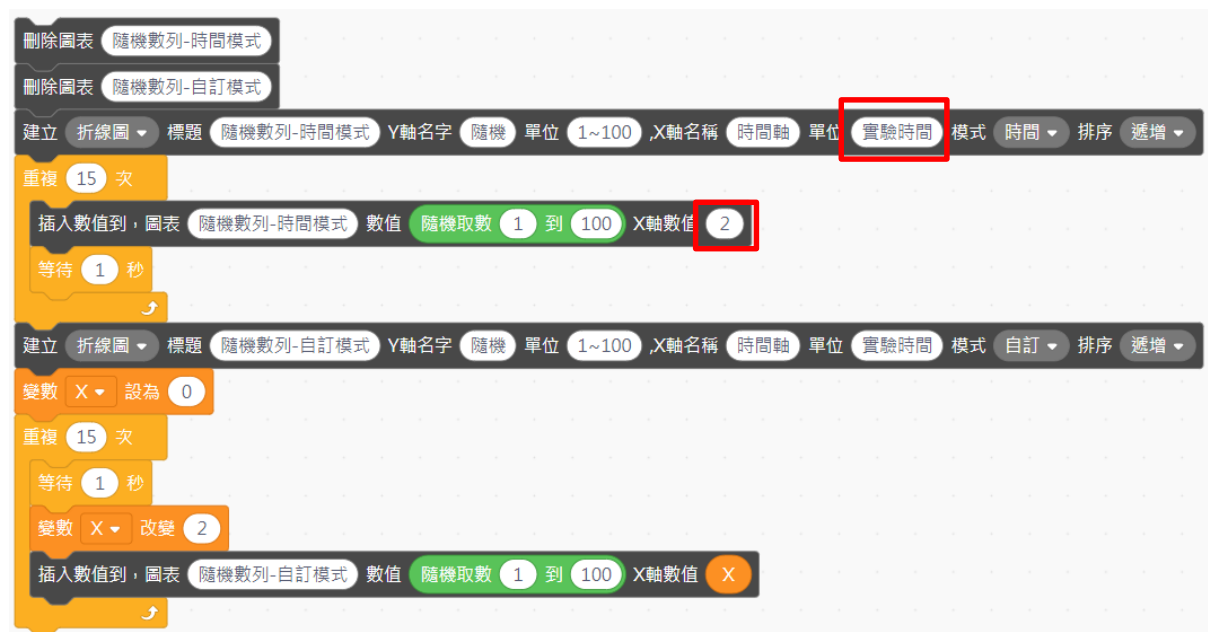 刪除圖表 隨機數列-時間模式
刪除圖表 隨機數列-自訂模式
建立 折線圖 標題 隨機數列-時間模式 Y軸名字 隨機 單位 1~100 ,X軸名稱 時間軸 單位 實驗時間 模式 時間 排序 遞增
重複 15 次
插入數值到，圖表 隨機數列-時間模式 數值 隨機取數 1 到 100 X軸數值 2
等待 1 秒
建立 折線圖 標題 隨機數列-自訂模式 Y軸名字 隨機 單位 1~100 ,X軸名稱 時間軸 單位 實驗時間 模式 自訂 排序 遞增
變數 X 設為 0
重複 15 次
等待 1 秒
變數 X 改變 2
插入數值到，圖表 隨機數列-自訂模式 數值 隨機取數 1 到 100 X軸數值 X